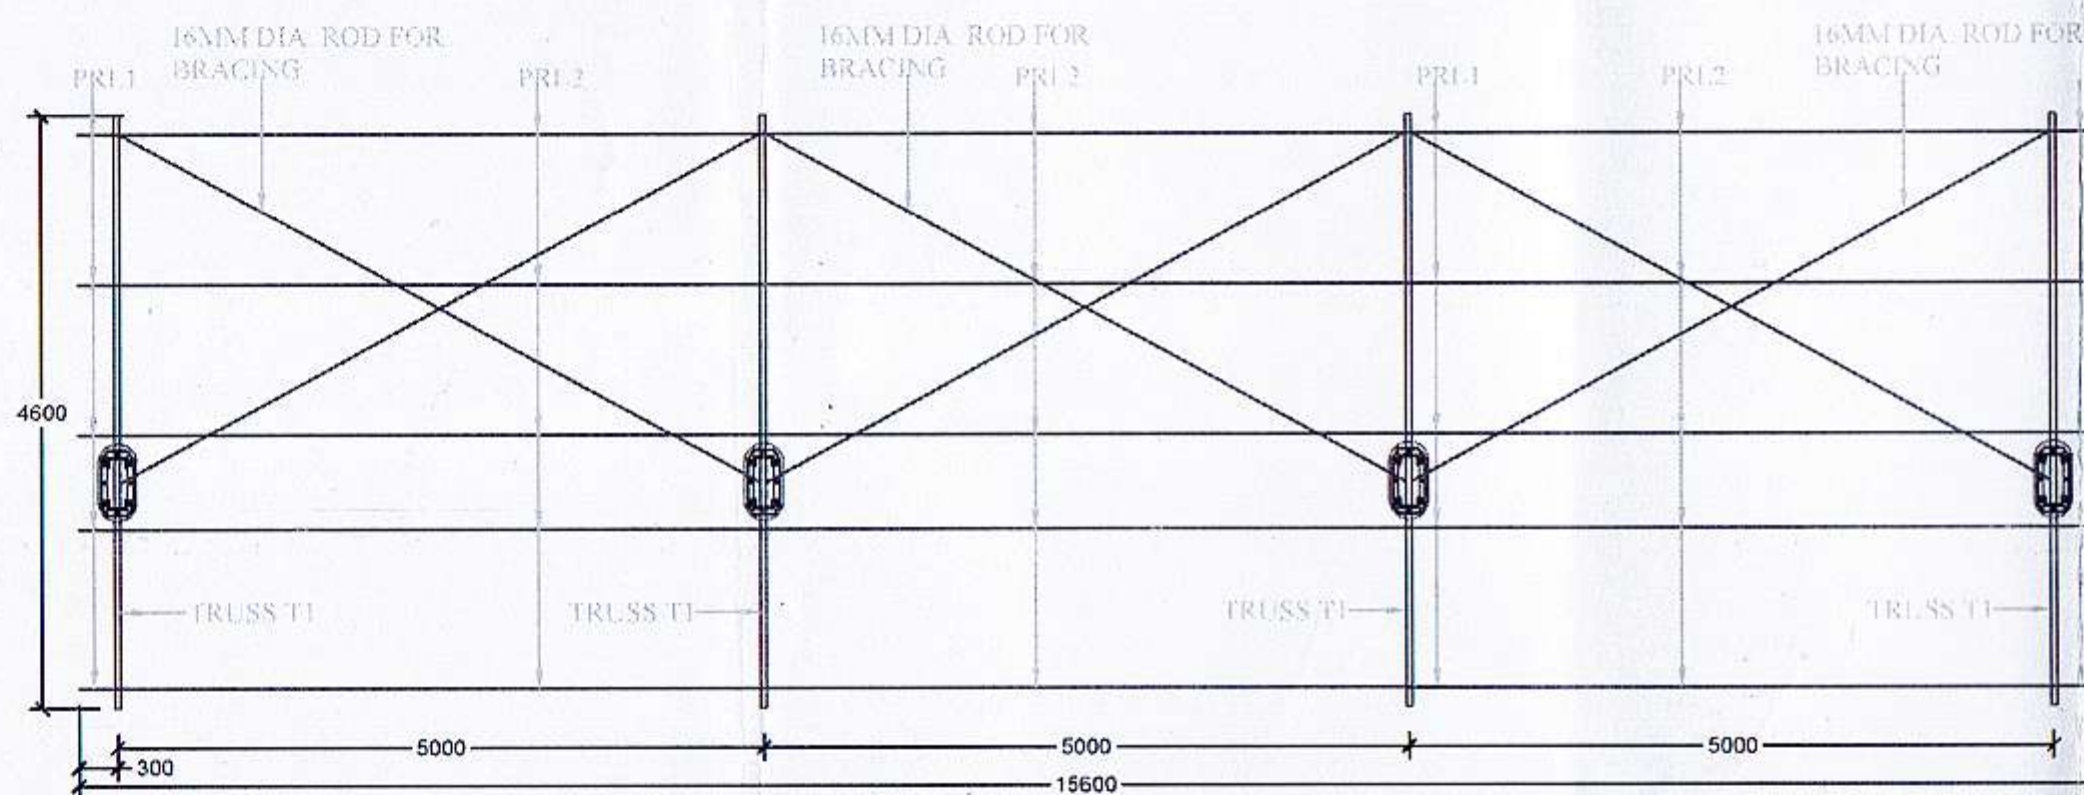 16MM DIA. ROD FOR
BRACING
PRL1
PRL2
16MM DIA. ROD FOR
BRACING
PRL2
PRL1
PRL2
16MM DIA. ROD FOR
BRACING
4600
TRUSS T1
TRUSS T1
TRUSS T1
TRUSS T1
5000
5000
5000
300
15600